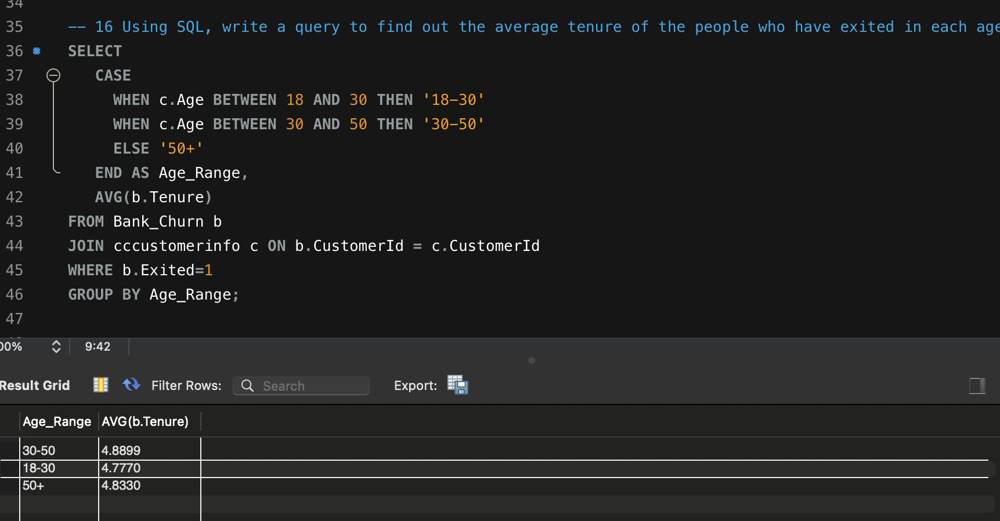 34
35 -- 16 Using SQL, write a query to find out the average tenure of the people who have exited in each age
36 SELECT
37 CASE
38 WHEN c.Age BETWEEN 18 AND 30 THEN '18-30'
39 WHEN c.Age BETWEEN 30 AND 50 THEN '30-50'
40 ELSE '50+'
41 END AS Age_Range,
42 AVG(b.Tenure)
43 FROM Bank_Churn b
44 JOIN cccustomerinfo c ON b.CustomerId = c.CustomerId
45 WHERE b.Exited=1
46 GROUP BY Age_Range;
47
00% 9:42
Result Grid Filter Rows: Search Export:
Age_Range AVG(b.Tenure)
30-50 4.8899
18-30 4.7770
50+ 4.8330